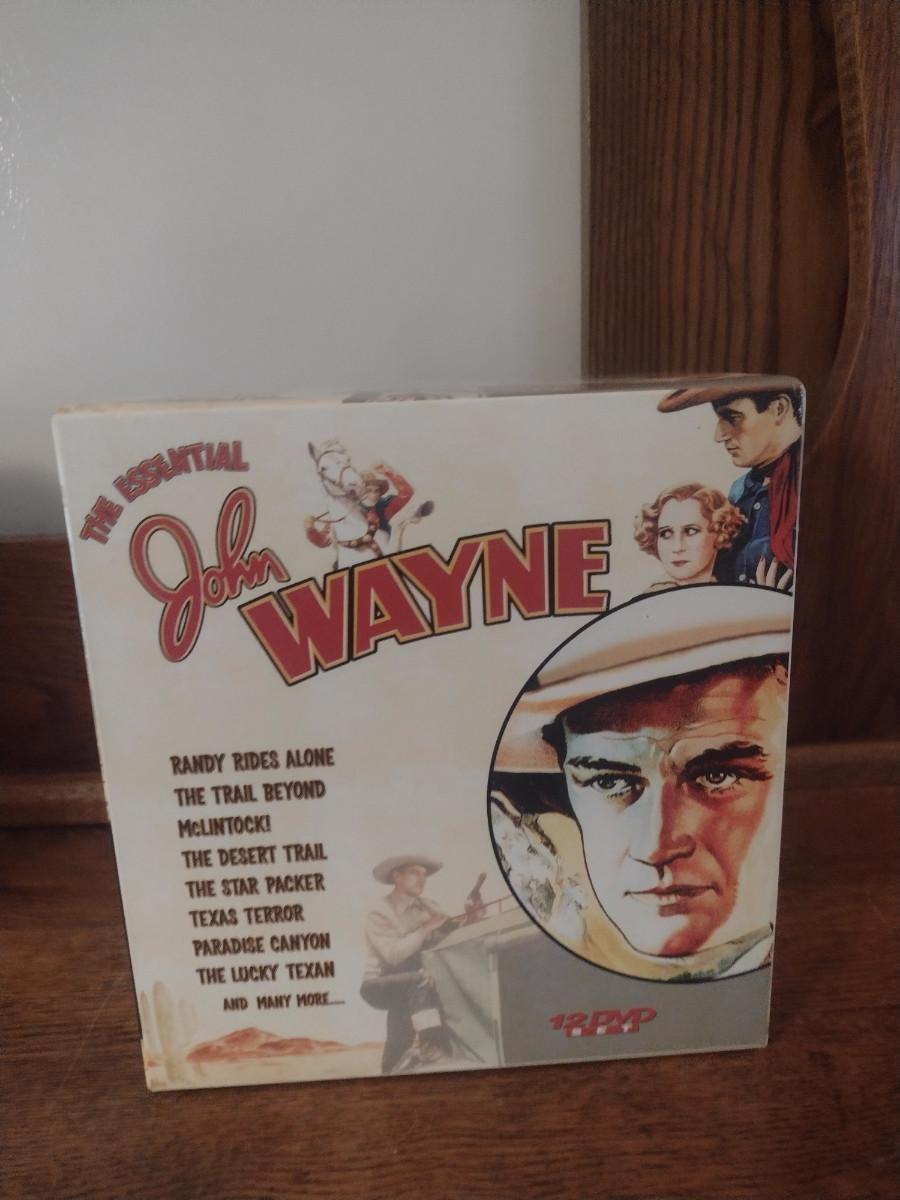 THE ESSENTIAL
John
WAYNE
RANDY RIDES ALONE
THE TRAIL BEYOND
McLINTOCK!
THE DESERT TRAIL
THE STAR PACKER
TEXAS TERROR
PARADISE CANYON
THE LUCKY TEXAN
AND MANY MORE....
12 DVD